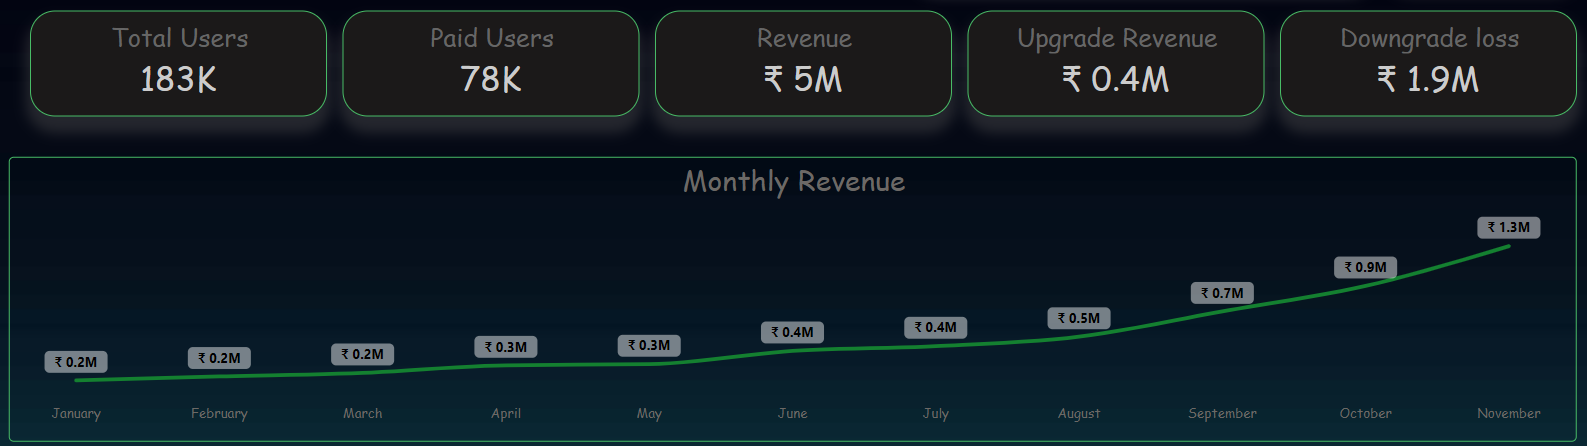 Total Users
183K
Paid Users
78K
Revenue
₹ 5M
Upgrade Revenue
₹ 0.4M
Downgrade loss
₹ 1.9M
Monthly Revenue
₹ 0.2M
₹ 0.2M
₹ 0.2M
₹ 0.3M
₹ 0.3M
₹ 0.4M
₹ 0.4M
₹ 0.5M
₹ 0.7M
₹ 0.9M
₹ 1.3M
January February March April May June July August September October November